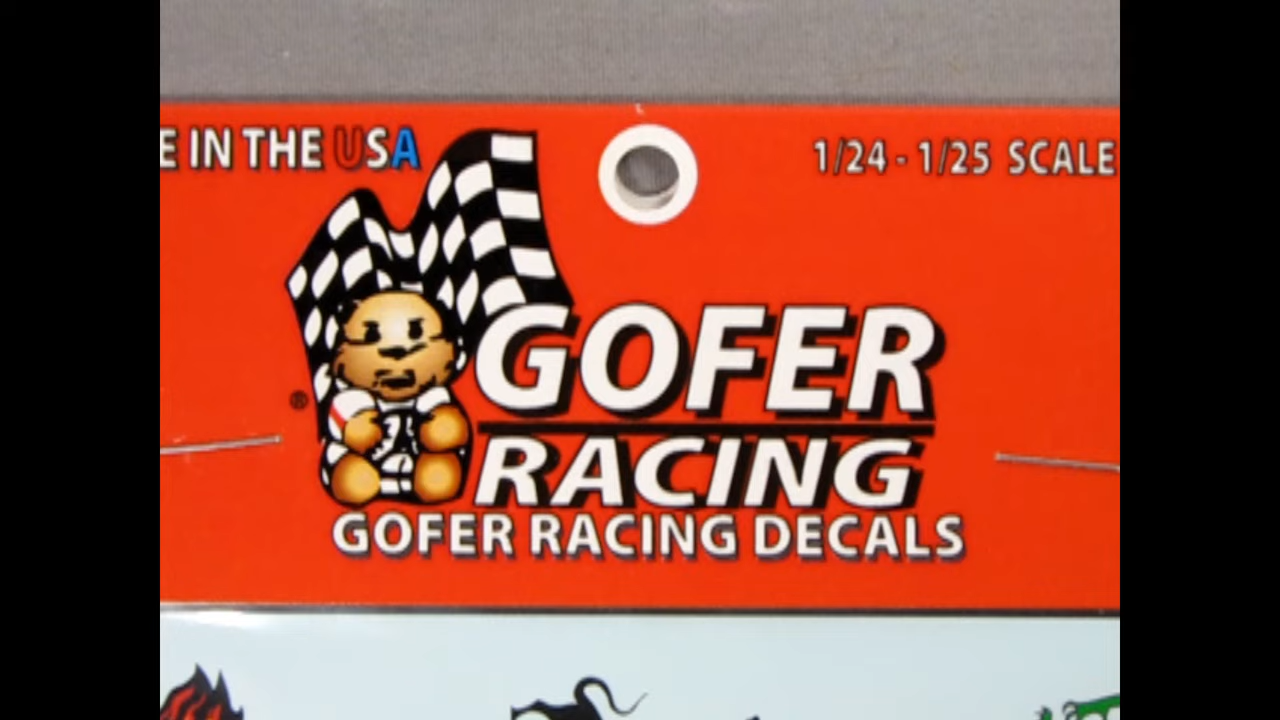 E IN THE USA
1/24 - 1/25 SCALE
GOFER
RACING
®
GOFER RACING DECALS